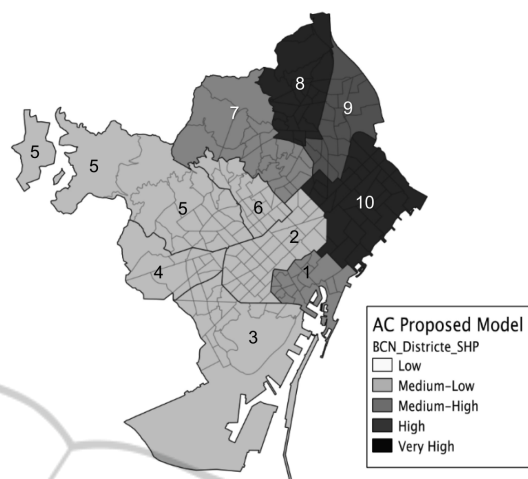 8
7
9
5
5
5
6
10
2
4
1
3
AC Proposed Model
BCN_Districte_SHP
Low
Medium-Low
Medium-High
High
Very High